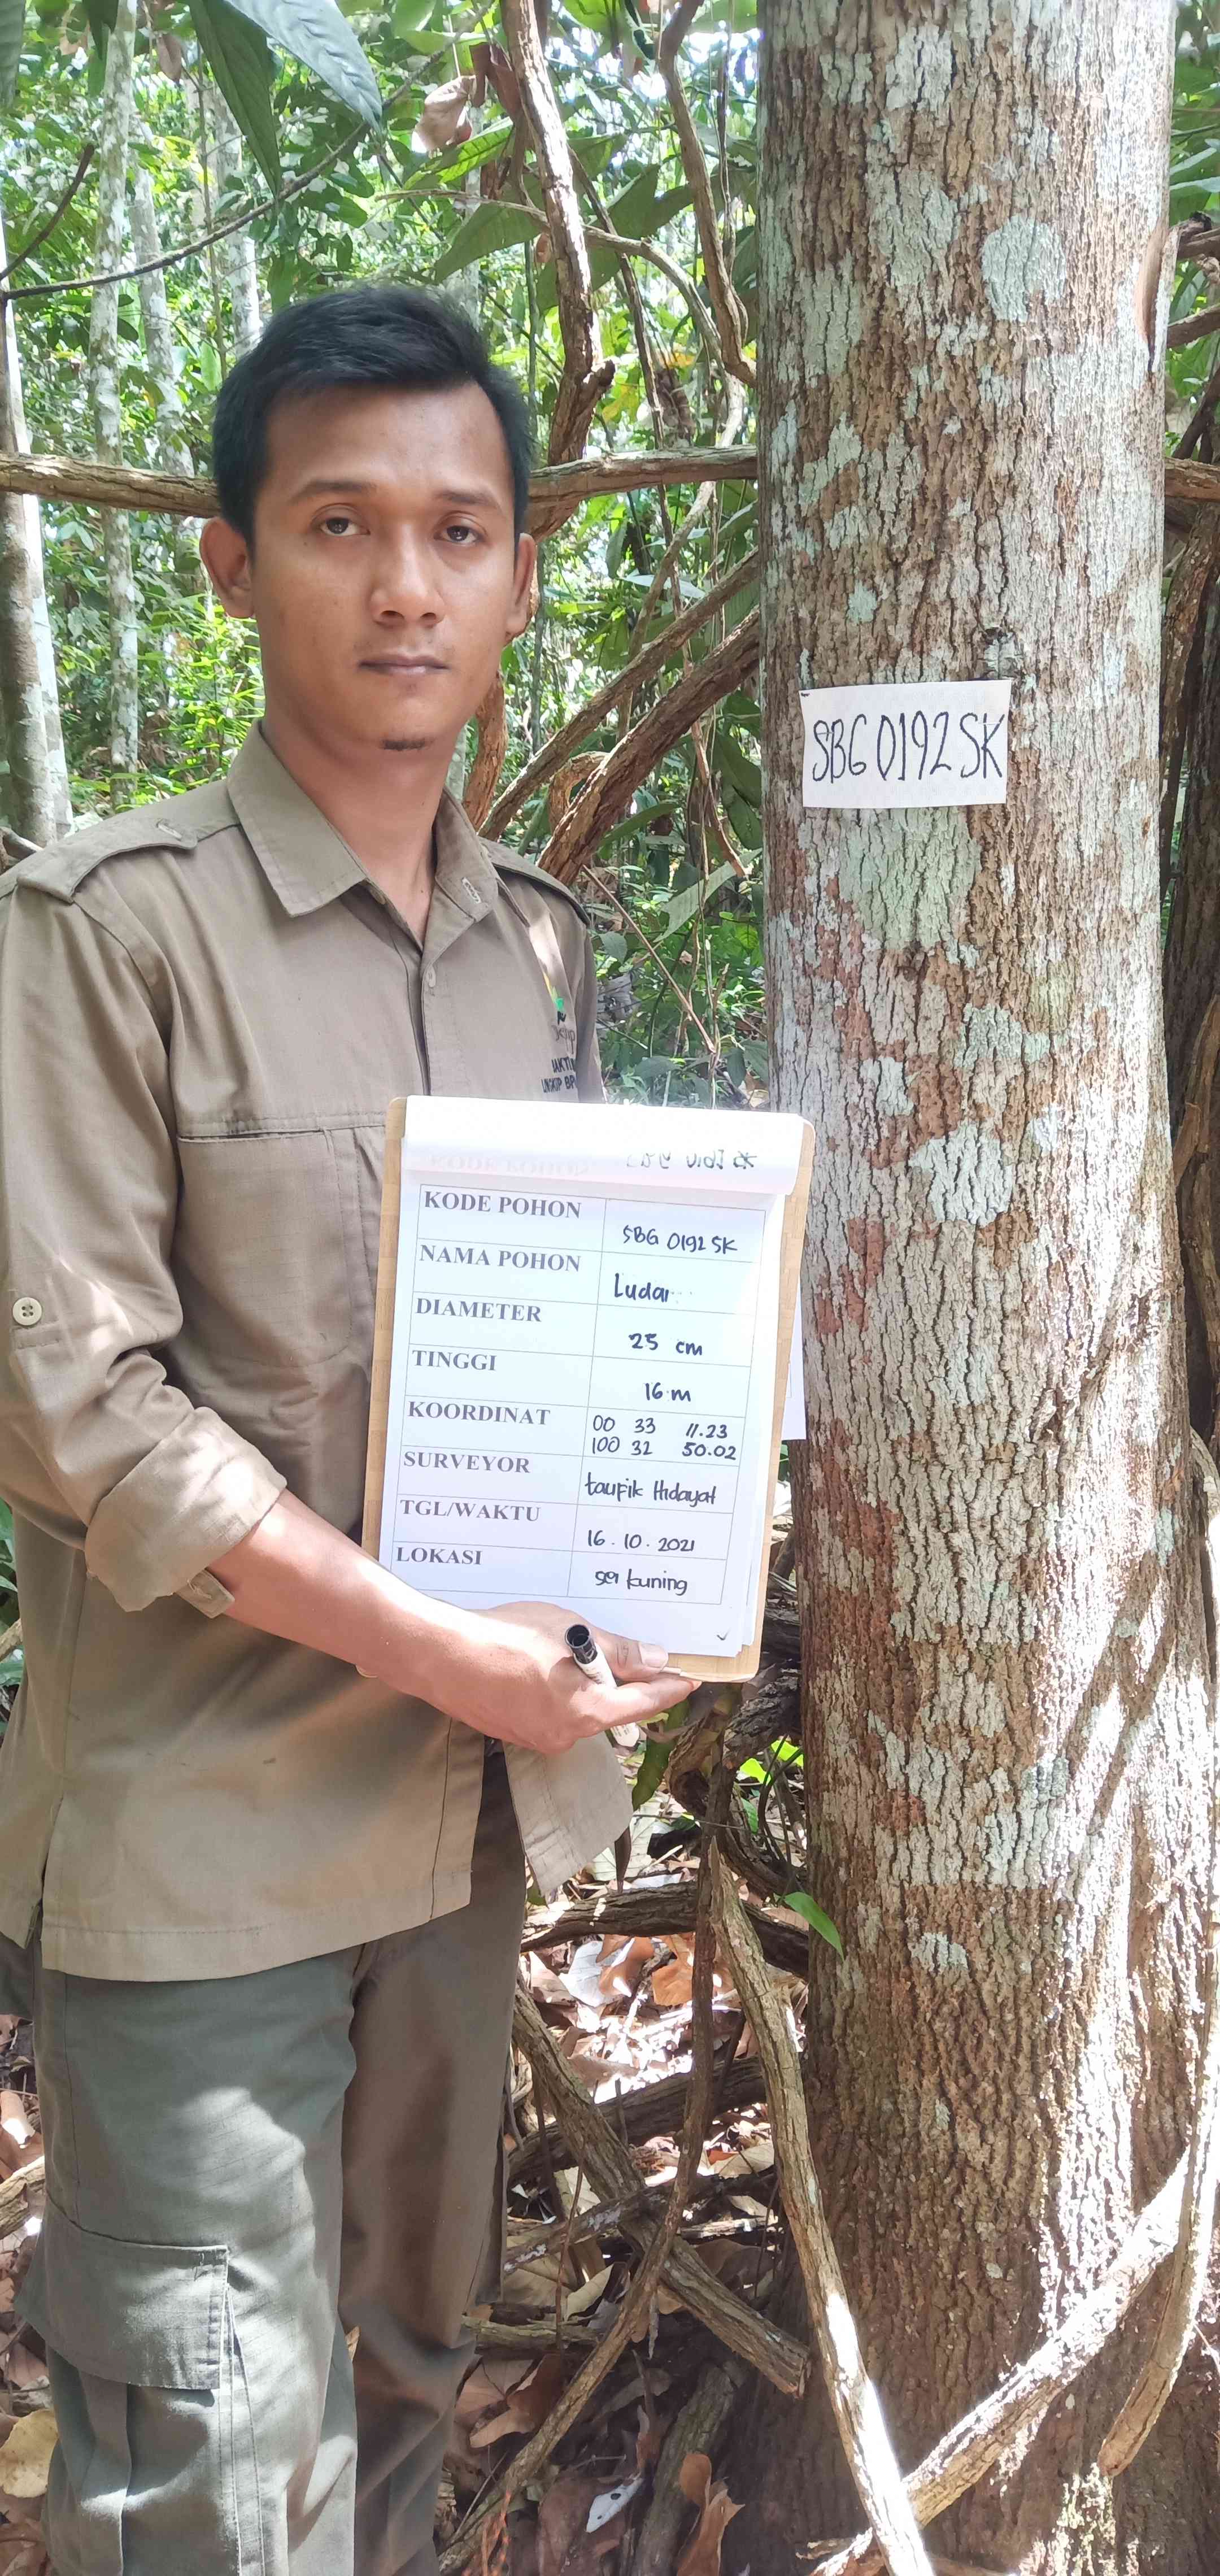 SBG 0192 SK
KODE POHON SBG 0192 SK
NAMA POHON Ludai
DIAMETER 25 cm
TINGGI 16 m
KOORDINAT 00 33 11.23
100 32 50.02
SURVEYOR taufik Hidayat
TGL/WAKTU 16.10.2021
LOKASI sei kuning